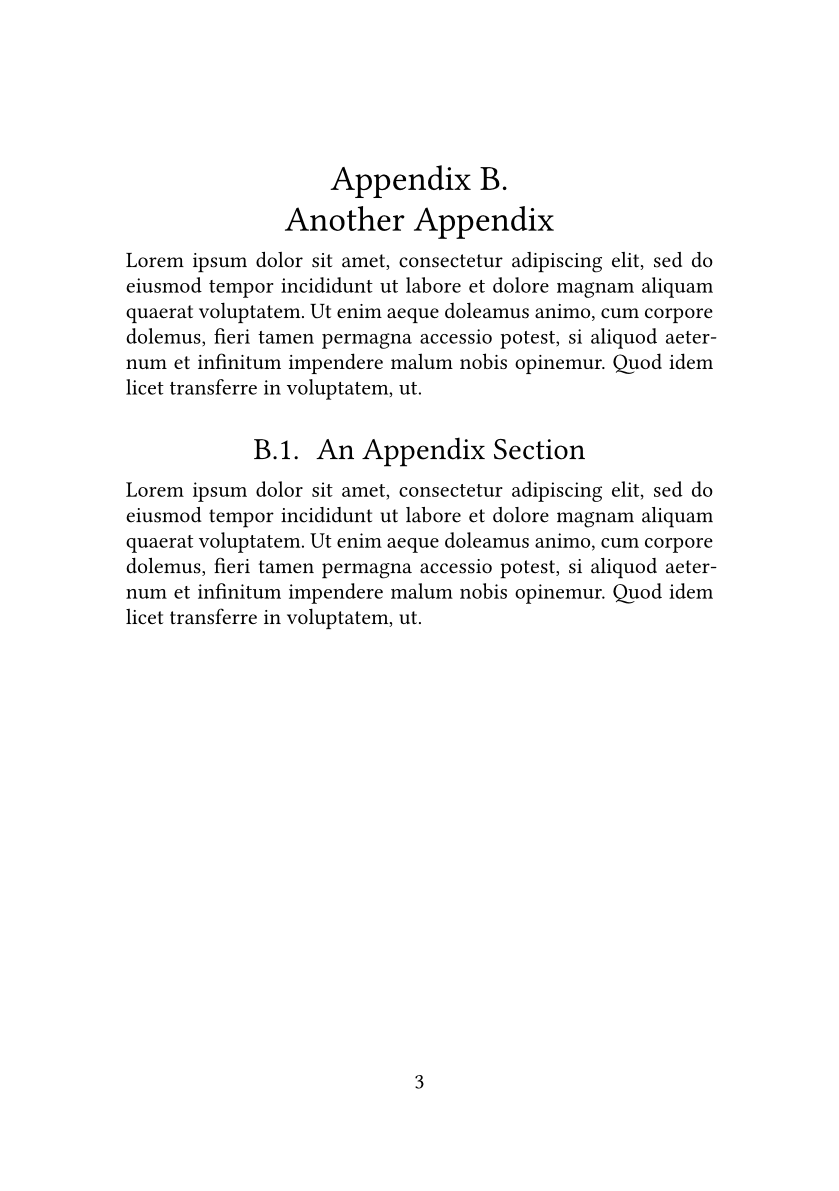 Appendix B.
Another Appendix
Lorem ipsum dolor sit amet, consectetur adipiscing elit, sed do
eiusmod tempor incididunt ut labore et dolore magnam aliquam
quaerat voluptatem. Ut enim aeque doleamus animo, cum corpore
dolemus, fieri tamen permagna accessio potest, si aliquod aeter-
num et infinitum impendere malum nobis opinemur. Quod idem
licet transferre in voluptatem, ut.
B.1. An Appendix Section
Lorem ipsum dolor sit amet, consectetur adipiscing elit, sed do
eiusmod tempor incididunt ut labore et dolore magnam aliquam
quaerat voluptatem. Ut enim aeque doleamus animo, cum corpore
dolemus, fieri tamen permagna accessio potest, si aliquod aeter-
num et infinitum impendere malum nobis opinemur. Quod idem
licet transferre in voluptatem, ut.
3